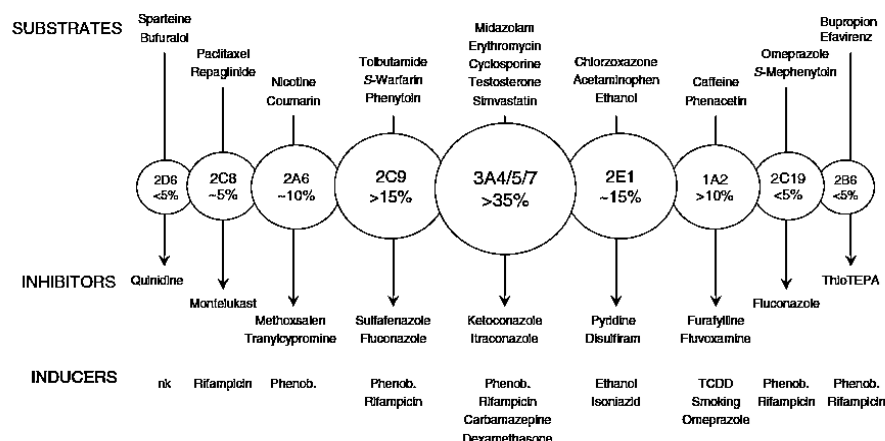 SUBSTRATES
Sparteine
Bufuralol
Paclitaxel
Repaglinide
Nicotine
Coumarin
Tolbutamide
S-Warfarin
Phenytoin
Midazolam
Erythromycin
Cyclosporine
Testosterone
Simvastatin
Chlorzoxazone
Acetaminophen
Ethanol
Caffeine
Phenacetin
Omeprazole
S-Mephenytoin
Bupropion
Efavirenz
2D6
<5%
2C8
~5%
2A6
~10%
2C9
>15%
3A4/5/7
>35%
2E1
~15%
1A2
>10%
2C19
<5%
2B6
<5%
INHIBITORS
Quinidine
Montelukast
Methoxsalen
Tranylcypromine
Sulfafenazole
Fluconazole
Ketoconazole
Itraconazole
Pyridine
Disulfiram
Furafylline
Fluvoxamine
Fluconazole
ThioTEPA
INDUCERS
nk
Rifampicin
Phenob.
Phenob.
Rifampicin
Phenob.
Rifampicin
Carbamazepine
Dexamethasone
Ethanol
Isoniazid
TCDD
Smoking
Omeprazole
Phenob.
Rifampicin
Phenob.
Rifampicin